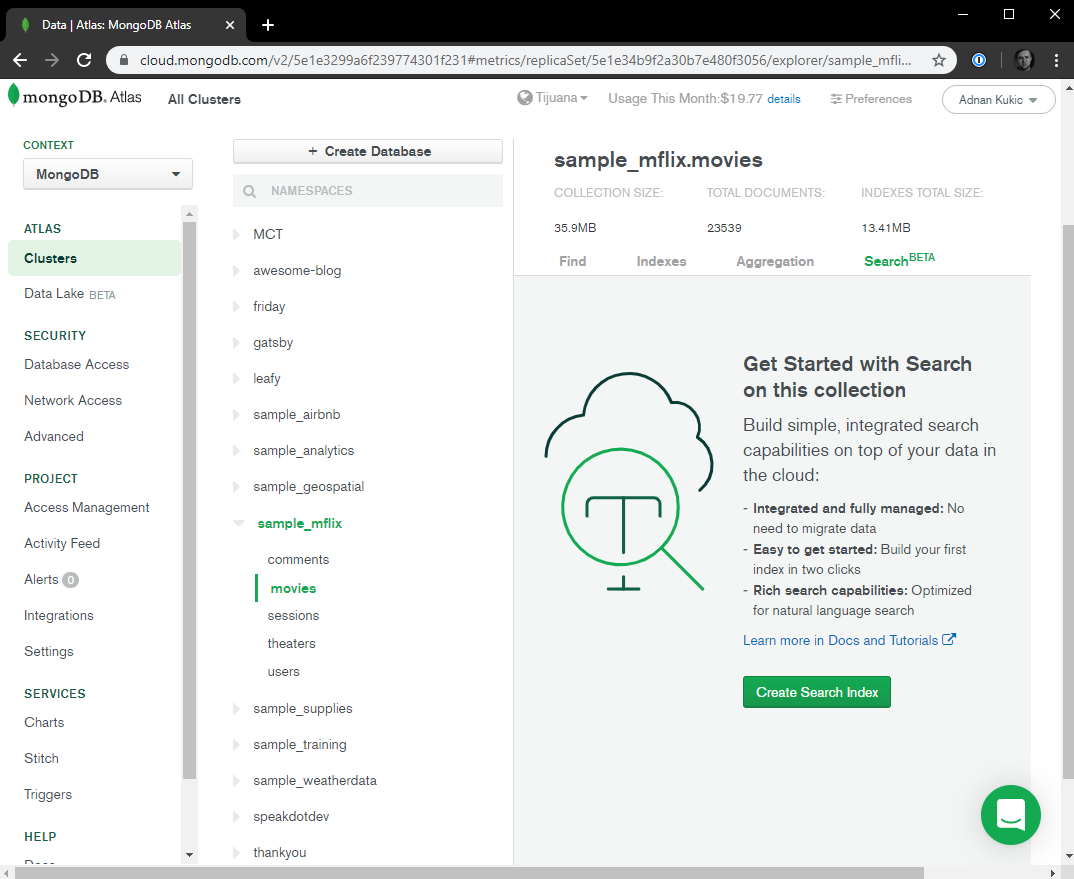 Data | Atlas: MongoDB Atlas
cloud.mongodb.com/v2/5e1e3299a6f239774301f231#metrics/replicaSet/5e1e34b9f2a30b7e480f3056/explorer/sample_mfli...
mongoDB. Atlas
All Clusters
Tijuana
Usage This Month:$19.77 details
Preferences
Adnan Kukic
CONTEXT
MongoDB
ATLAS
Clusters
Data Lake BETA
SECURITY
Database Access
Network Access
Advanced
PROJECT
Access Management
Activity Feed
Alerts 0
Integrations
Settings
SERVICES
Charts
Stitch
Triggers
HELP
Docs
+ Create Database
NAMESPACES
MCT
awesome-blog
friday
gatsby
leafy
sample_airbnb
sample_analytics
sample_geospatial
sample_mflix
comments
movies
sessions
theaters
users
sample_supplies
sample_training
sample_weatherdata
speakdotdev
thankyou
sample_mflix.movies
COLLECTION SIZE:
35.9MB
TOTAL DOCUMENTS:
23539
INDEXES TOTAL SIZE:
13.41MB
Find
Indexes
Aggregation
Search BETA
Get Started with Search
on this collection
Build simple, integrated search
capabilities on top of your data in
the cloud:
- Integrated and fully managed: No
need to migrate data
- Easy to get started: Build your first
index in two clicks
- Rich search capabilities: Optimized
for natural language search
Learn more in Docs and Tutorials
Create Search Index